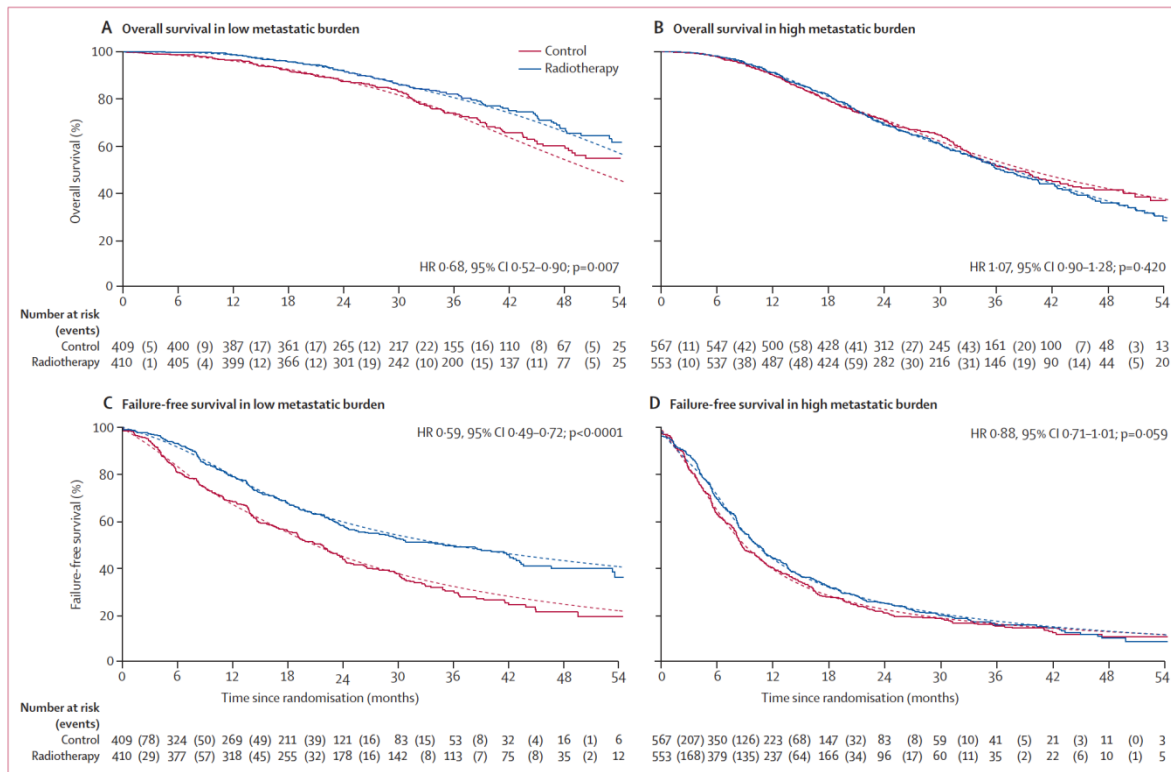 A Overall survival in low metastatic burden
100
80
60
40
20
0
Overall survival (%)
Control
Radiotherapy
HR 0·68, 95% CI 0·52–0·90; p=0·007
0 6 12 18 24 30 36 42 48 54
Number at risk
(events)
Control 409 (5) 400 (9) 387 (17) 361 (17) 265 (12) 217 (22) 155 (16) 110 (8) 67 (5) 25
Radiotherapy 410 (1) 405 (4) 399 (12) 366 (12) 301 (19) 242 (10) 200 (15) 137 (11) 77 (5) 25
B Overall survival in high metastatic burden
100
80
60
40
20
0
HR 1·07, 95% CI 0·90–1·28; p=0·420
0 6 12 18 24 30 36 42 48 54
567 (11) 547 (42) 500 (58) 428 (41) 312 (27) 245 (43) 161 (20) 100 (7) 48 (3) 13
553 (10) 537 (38) 487 (48) 424 (59) 282 (30) 216 (31) 146 (19) 90 (14) 44 (5) 20
C Failure-free survival in low metastatic burden
100
80
60
40
20
0
Failure-free survival (%)
HR 0·59, 95% CI 0·49–0·72; p<0·0001
0 6 12 18 24 30 36 42 48 54
Time since randomisation (months)
Number at risk
(events)
Control 409 (78) 324 (50) 269 (49) 211 (39) 121 (16) 83 (15) 53 (8) 32 (4) 16 (1) 6
Radiotherapy 410 (29) 377 (57) 318 (45) 255 (32) 178 (16) 142 (8) 113 (7) 75 (8) 35 (2) 12
D Failure-free survival in high metastatic burden
100
80
60
40
20
0
HR 0·88, 95% CI 0·71–1·01; p=0·059
0 6 12 18 24 30 36 42 48 54
Time since randomisation (months)
567 (207) 350 (126) 223 (68) 147 (32) 83 (8) 59 (10) 41 (5) 21 (3) 11 (0) 3
553 (168) 379 (135) 237 (64) 166 (34) 96 (17) 60 (11) 35 (2) 22 (6) 10 (1) 5